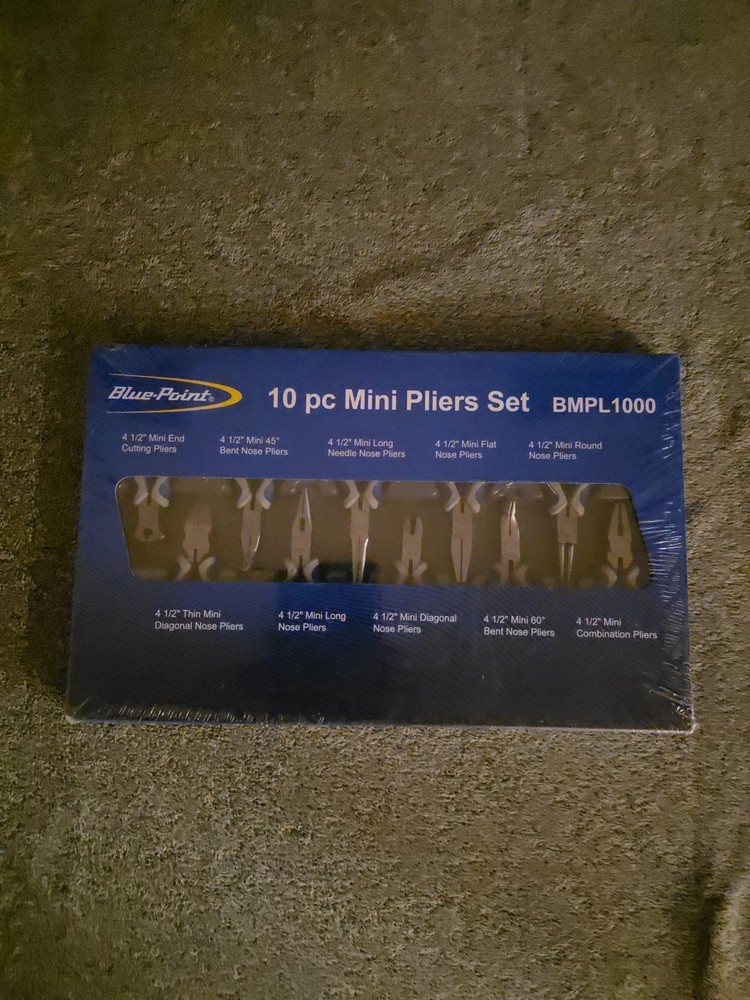 Blue-Point®
10 pc Mini Pliers Set BMPL1000
4 1/2" Mini End
Cutting Pliers
4 1/2" Mini 45°
Bent Nose Pliers
4 1/2" Mini Long
Needle Nose Pliers
4 1/2" Mini Flat
Nose Pliers
4 1/2" Mini Round
Nose Pliers
4 1/2" Thin Mini
Diagonal Nose Pliers
4 1/2" Mini Long
Nose Pliers
4 1/2" Mini Diagonal
Nose Pliers
4 1/2" Mini 60°
Bent Nose Pliers
4 1/2" Mini
Combination Pliers